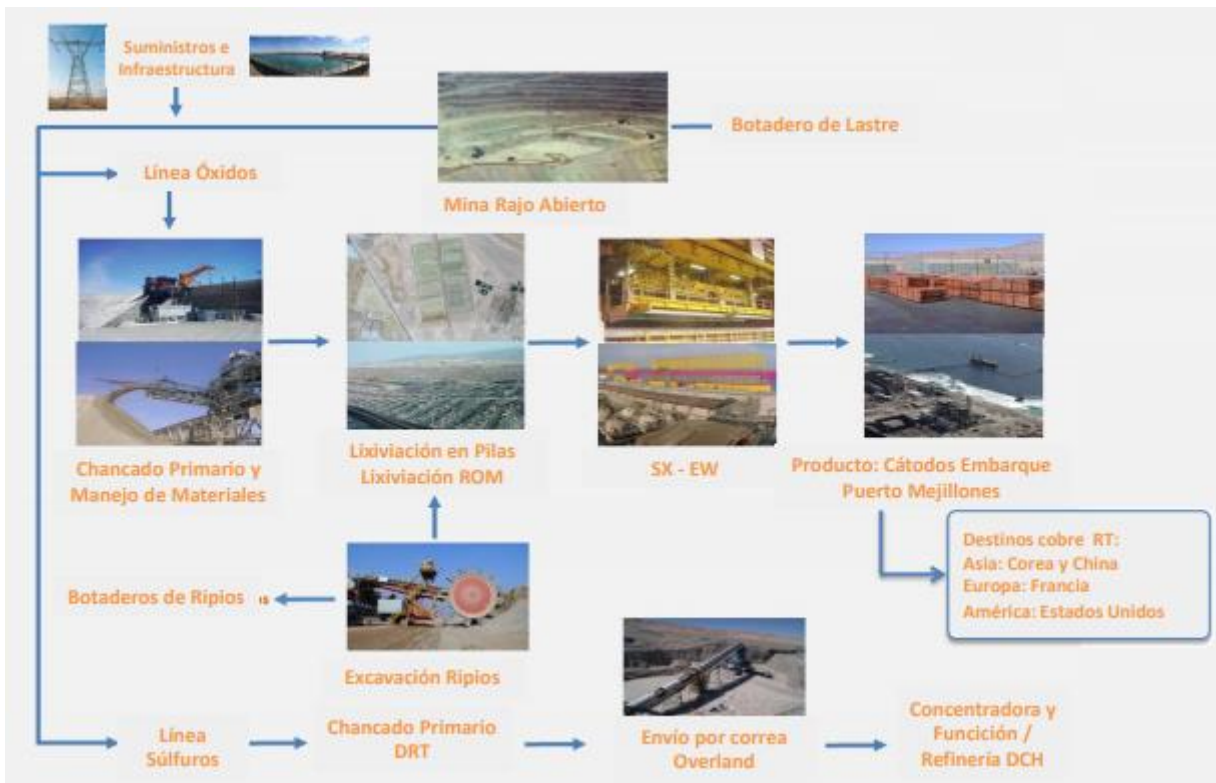 Suministros e
Infraestructura
Botadero de Lastre
Línea Óxidos
Mina Rajo Abierto
Chancado Primario y
Manejo de Materiales
Lixiviación en Pilas
Lixiviación ROM
SX - EW
Producto: Cátodos Embarque
Puerto Mejillones
Destinos cobre RT:
Asia: Corea y China
Europa: Francia
América: Estados Unidos
Botaderos de Ripios
Excavación Ripios
Línea
Súlfuros
Chancado Primario
DRT
Envío por correa
Overland
Concentradora y
Funcición /
Refinería DCH